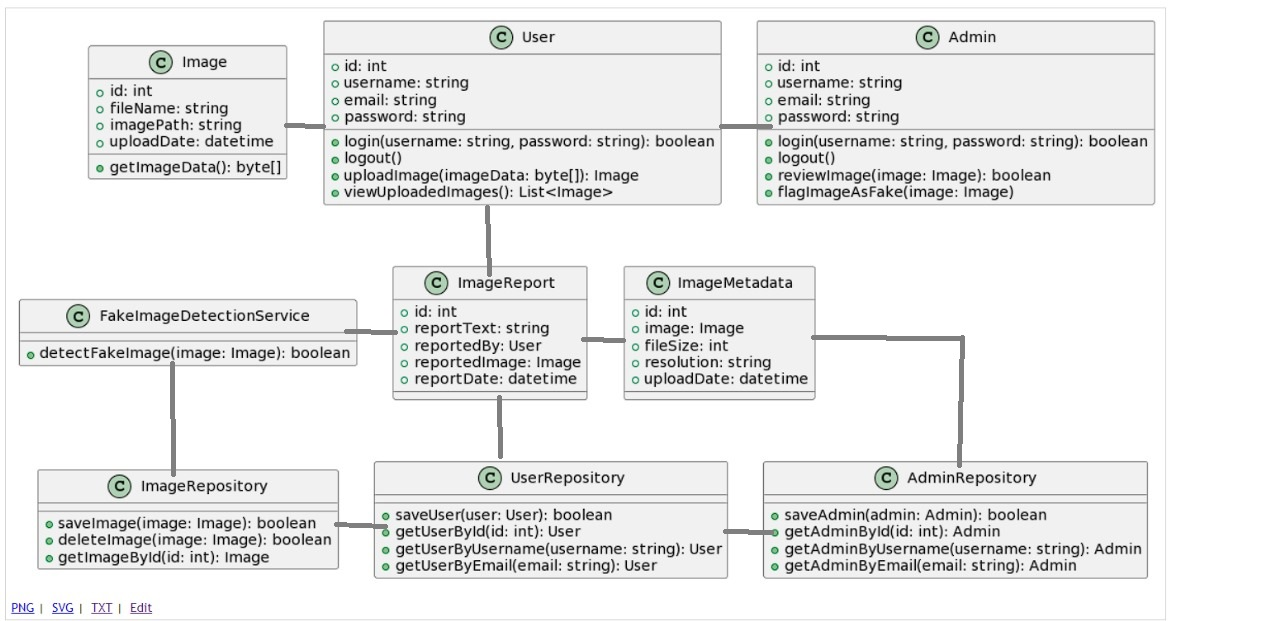 C Image
id: int
fileName: string
imagePath: string
uploadDate: datetime
getImageData(): byte[]
C User
id: int
username: string
email: string
password: string
login(username: string, password: string): boolean
logout()
uploadImage(imageData: byte[]): Image
viewUploadedImages(): List<Image>
C Admin
id: int
username: string
email: string
password: string
login(username: string, password: string): boolean
logout()
reviewImage(image: Image): boolean
flagImageAsFake(image: Image)
C FakeImageDetectionService
detectFakeImage(image: Image): boolean
C ImageReport
id: int
reportText: string
reportedBy: User
reportedImage: Image
reportDate: datetime
C ImageMetadata
id: int
image: Image
fileSize: int
resolution: string
uploadDate: datetime
C ImageRepository
saveImage(image: Image): boolean
deleteImage(image: Image): boolean
getImageById(id: int): Image
C UserRepository
saveUser(user: User): boolean
getUserById(id: int): User
getUserByUsername(username: string): User
getUserByEmail(email: string): User
C AdminRepository
saveAdmin(admin: Admin): boolean
getAdminById(id: int): Admin
getAdminByUsername(username: string): Admin
getAdminByEmail(email: string): Admin
PNG | SVG | TXT | Edit